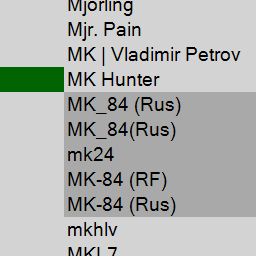 Mjorling
Mjr. Pain
MK | Vladimir Petrov
MK Hunter
MK_84 (Rus)
MK_84(Rus)
mk24
MK-84 (RF)
MK-84 (Rus)
mkhlv